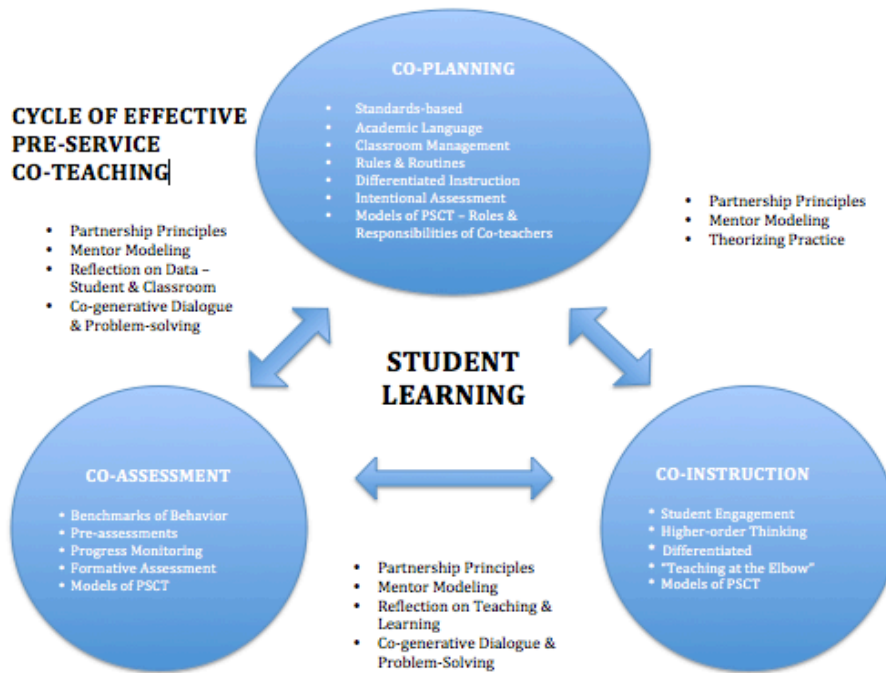 CYCLE OF EFFECTIVE
PRE-SERVICE
CO-TEACHING
CO-PLANNING
• Standards-based
• Academic Language
• Classroom Management
• Rules & Routines
• Differentiated Instruction
• Intentional Assessment
• Models of PSCT – Roles &
Responsibilities of Co-teachers
• Partnership Principles
• Mentor Modeling
• Reflection on Data –
Student & Classroom
• Co-generative Dialogue
& Problem-solving
• Partnership Principles
• Mentor Modeling
• Theorizing Practice
STUDENT
LEARNING
CO-ASSESSMENT
• Benchmarks of Behavior
• Pre-assessments
• Progress Monitoring
• Formative Assessment
• Models of PSCT
CO-INSTRUCTION
* Student Engagement
* Higher-order Thinking
* Differentiated
* "Teaching at the Elbow"
* Models of PSCT
• Partnership Principles
• Mentor Modeling
• Reflection on Teaching &
Learning
• Co-generative Dialogue &
Problem-Solving